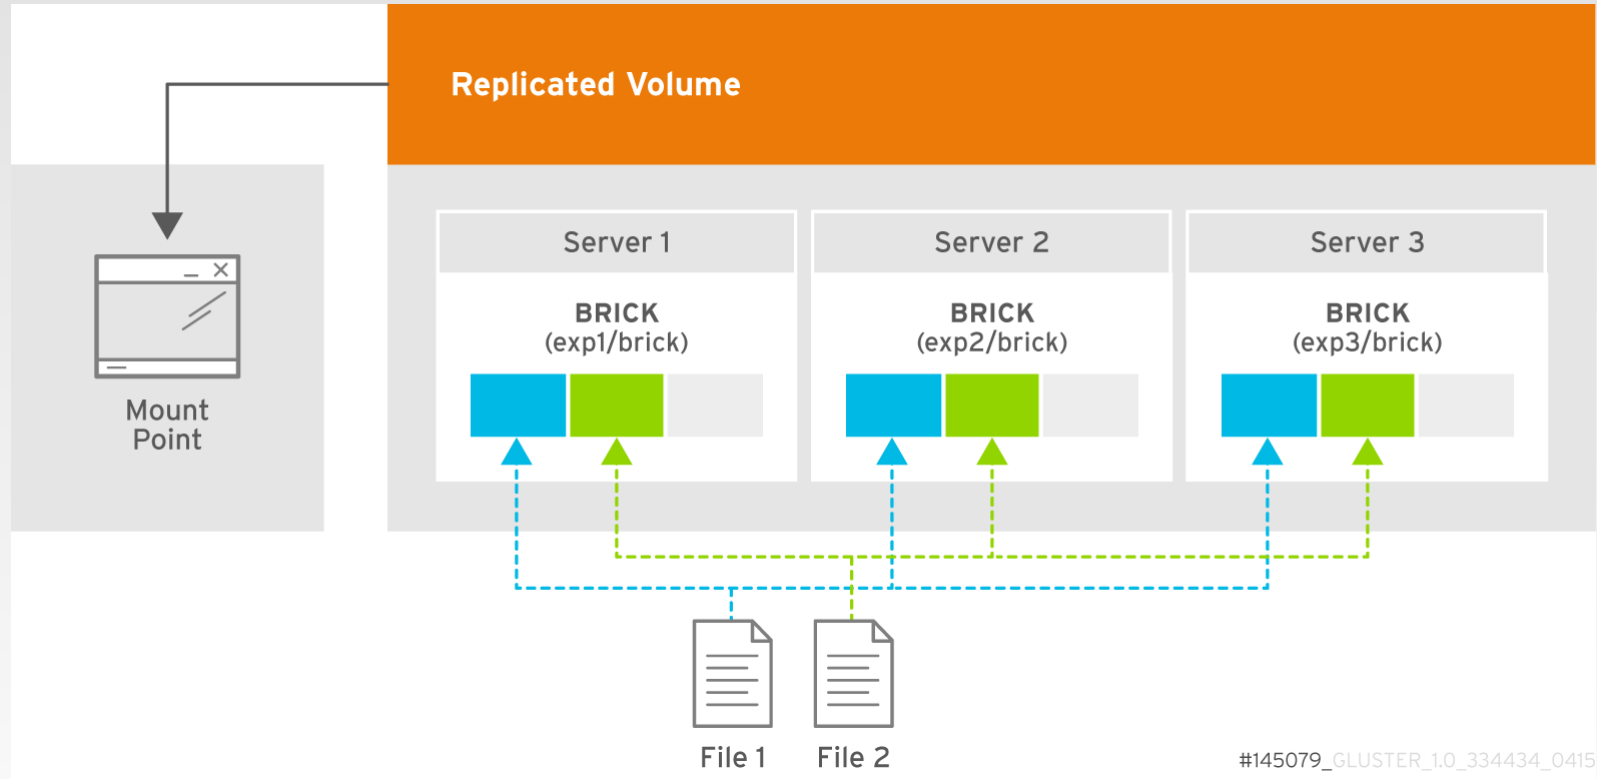 Replicated Volume
Server 1
Server 2
Server 3
BRICK
(exp1/brick)
BRICK
(exp2/brick)
BRICK
(exp3/brick)
Mount
Point
File 1
File 2
#145079_GLUSTER_1.0_334434_0415